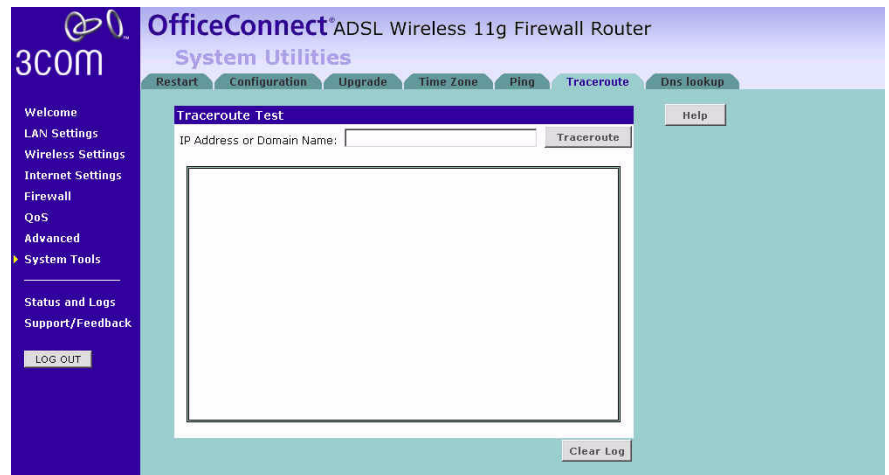 3COM
OfficeConnect® ADSL Wireless 11g Firewall Router
System Utilities
Restart Configuration Upgrade Time Zone Ping Traceroute Dns lookup
Welcome
LAN Settings
Wireless Settings
Internet Settings
Firewall
QoS
Advanced
System Tools
Status and Logs
Support/Feedback
LOG OUT
Traceroute Test
IP Address or Domain Name:
Traceroute
Clear Log
Help